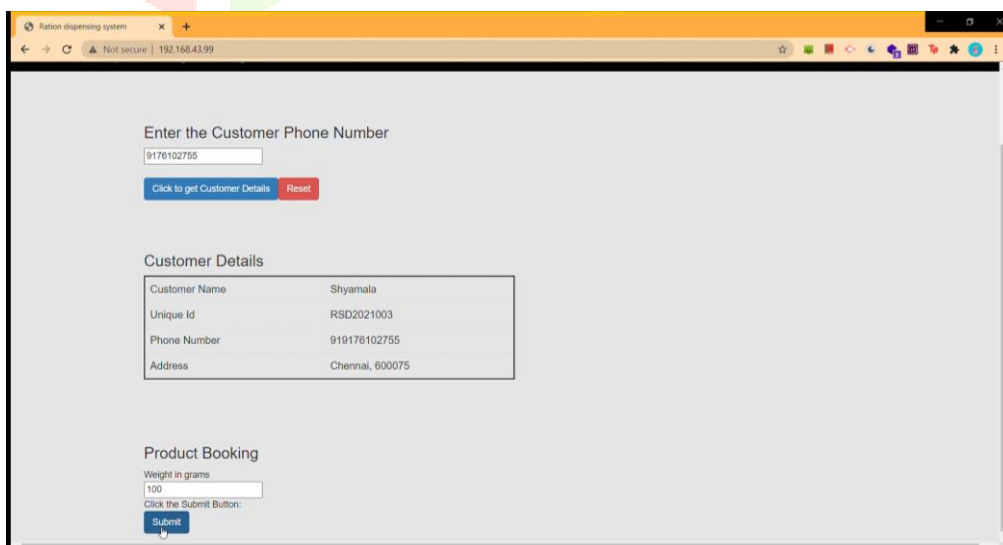 Ration dispensing system
Not secure | 192.168.43.99
Enter the Customer Phone Number
9176102755
Click to get Customer Details Reset
Customer Details
Customer Name Shyamala
Unique Id RSD2021003
Phone Number 919176102755
Address Chennai, 600075
Product Booking
Weight in grams
100
Click the Submit Button:
Submit